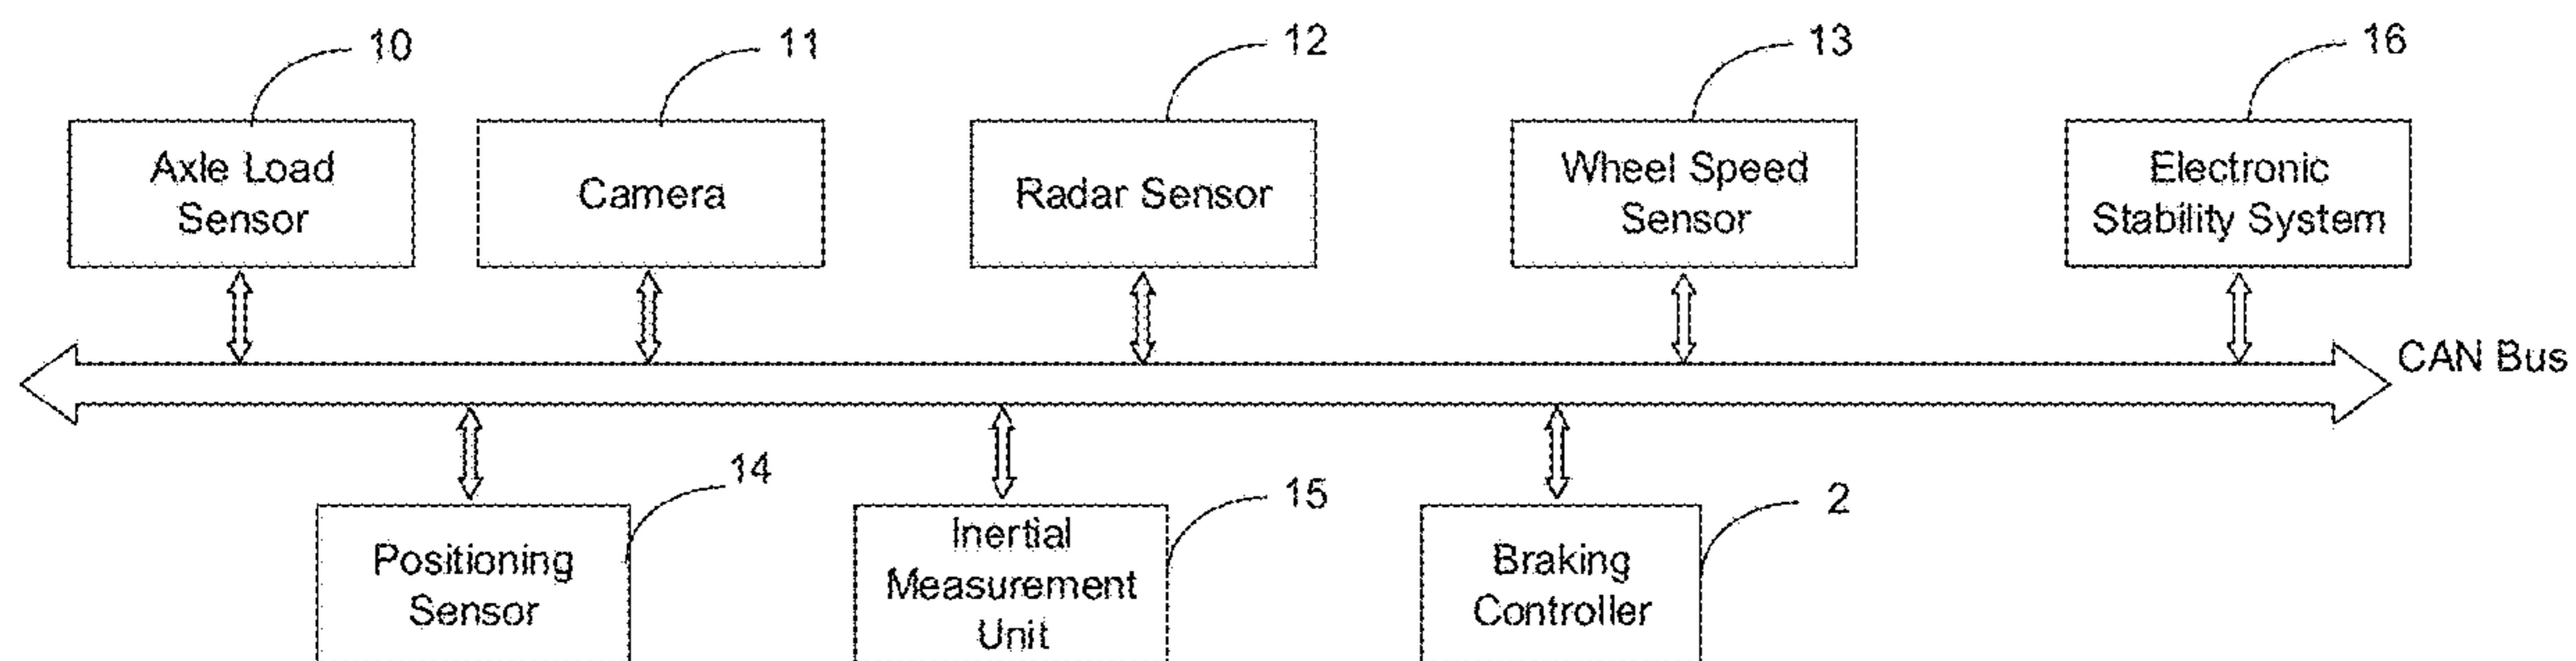 10
11
12
13
16
Axle Load
Sensor
Camera
Radar Sensor
Wheel Speed
Sensor
Electronic
Stability System
CAN Bus
14
15
2
Positioning
Sensor
Inertial
Measurement
Unit
Braking
Controller